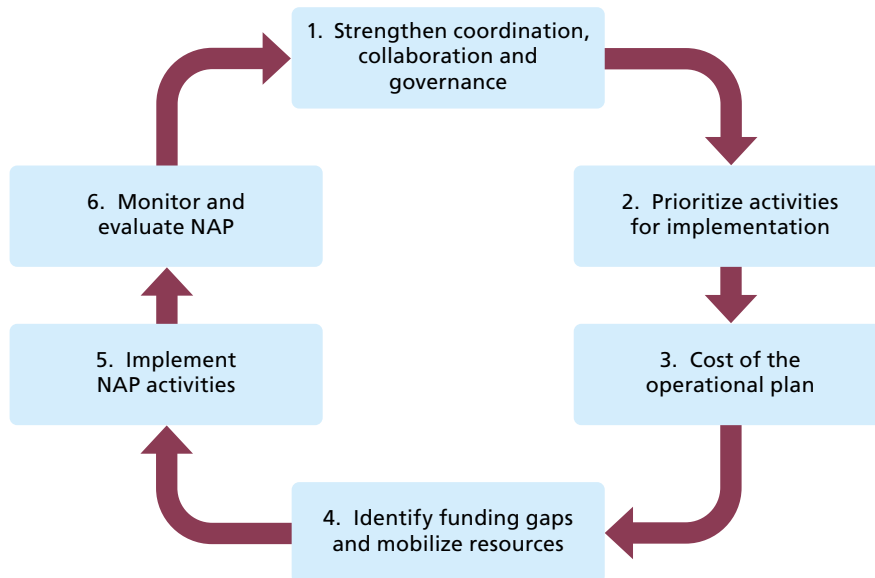 1. Strengthen coordination,
collaboration and
governance
2. Prioritize activities
for implementation
3. Cost of the
operational plan
4. Identify funding gaps
and mobilize resources
5. Implement
NAP activities
6. Monitor and
evaluate NAP